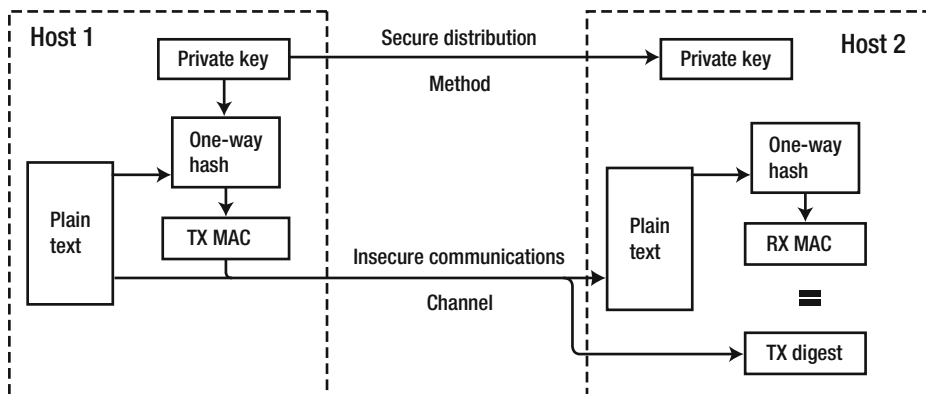 Host 1
Private key
Secure distribution
Method
Private key
Host 2
One-way
hash
Plain
text
TX MAC
Insecure communications
Channel
Plain
text
One-way
hash
RX MAC
=
TX digest